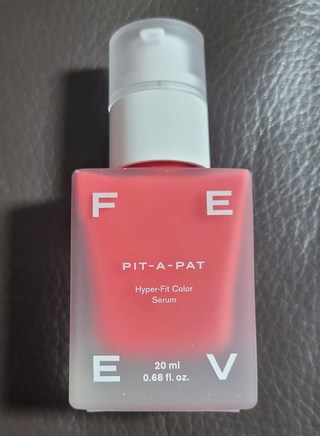 F E
PIT-A-PAT
Hyper-Fit Color
Serum
20 ml
0.68 fl. oz.
E V